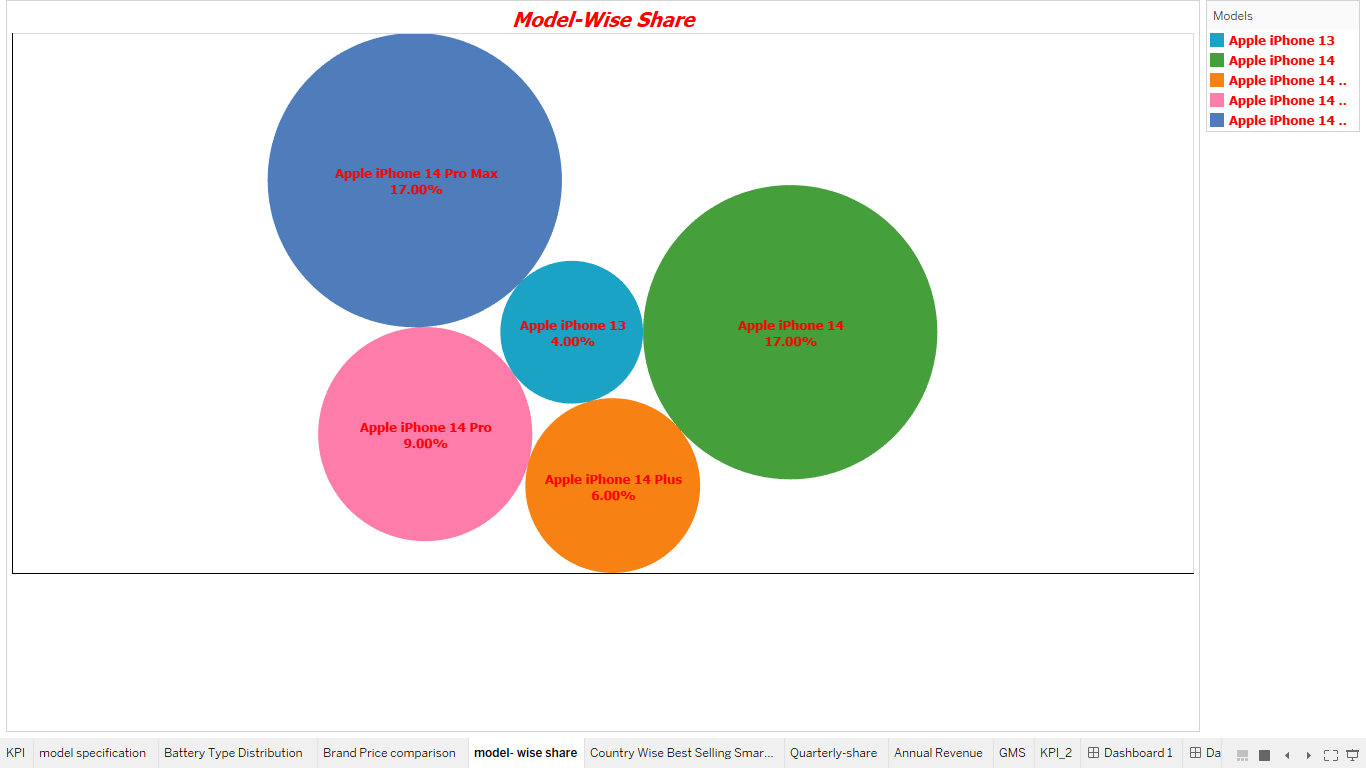 Model-Wise Share
Models
Apple iPhone 13
Apple iPhone 14
Apple iPhone 14 ..
Apple iPhone 14 ..
Apple iPhone 14 ..
Apple iPhone 14 Pro Max
17.00%
Apple iPhone 13
4.00%
Apple iPhone 14
17.00%
Apple iPhone 14 Pro
9.00%
Apple iPhone 14 Plus
6.00%
KPI model specification Battery Type Distribution Brand Price comparison model- wise share Country Wise Best Selling Smar... Quarterly-share Annual Revenue GMS KPI_2 Dashboard 1 Da